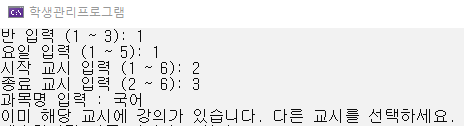 학생관리프로그램
반 입력 (1 ~ 3): 1
요일 입력 (1 ~ 5): 1
시작 교시 입력 (1 ~ 6): 2
종료 교시 입력 (2 ~ 6): 3
과목명 입력 : 국어
이미 해당 교시에 강의가 있습니다. 다른 교시를 선택하세요.